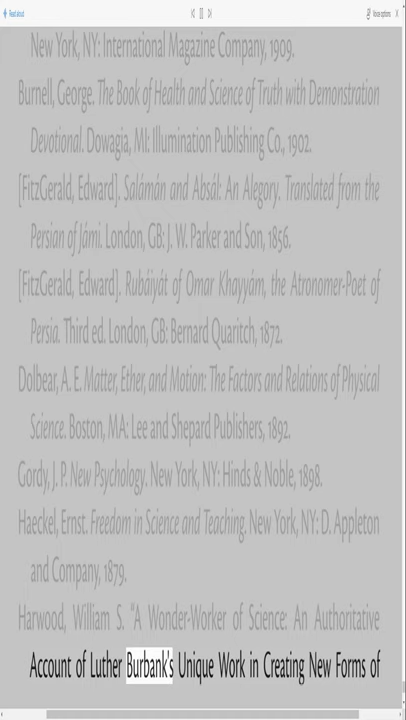 Read aloud
Voice options
New York, NY: International Magazine Company, 1909.
Burnell, George. The Book of Health and Science of Truth with Demonstration
Devotional. Dowagia, MI: Illumination Publishing Co., 1902.
[FitzGerald, Edward]. Salámán and Absál: An Alegory. Translated from the
Persian of Jámi. London, GB: J. W. Parker and Son, 1856.
[FitzGerald, Edward]. Rubáiyát of Omar Khayyám, the Atronomer-Poet of
Persia. Third ed. London, GB: Bernard Quaritch, 1872.
Dolbear, A. E. Matter, Ether, and Motion: The Factors and Relations of Physical
Science. Boston, MA: Lee and Shepard Publishers, 1892.
Gordy, J. P. New Psychology. New York, NY: Hinds & Noble, 1898.
Haeckel, Ernst. Freedom in Science and Teaching. New York, NY: D. Appleton
and Company, 1879.
Harwood, William S. "A Wonder-Worker of Science: An Authoritative
Account of Luther Burbank's Unique Work in Creating New Forms of